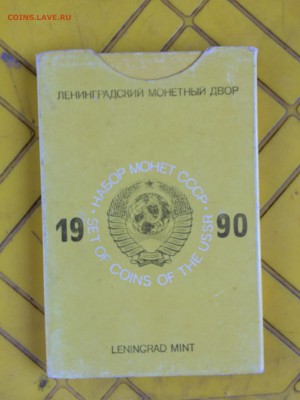 COINS.LAVE.RU
ЛЕНИНГРАДСКИЙ МОНЕТНЫЙ ДВОР
• НАБОР МОНЕТ СССР •
19 90
SET OF COINS OF THE USSR
LENINGRAD MINT